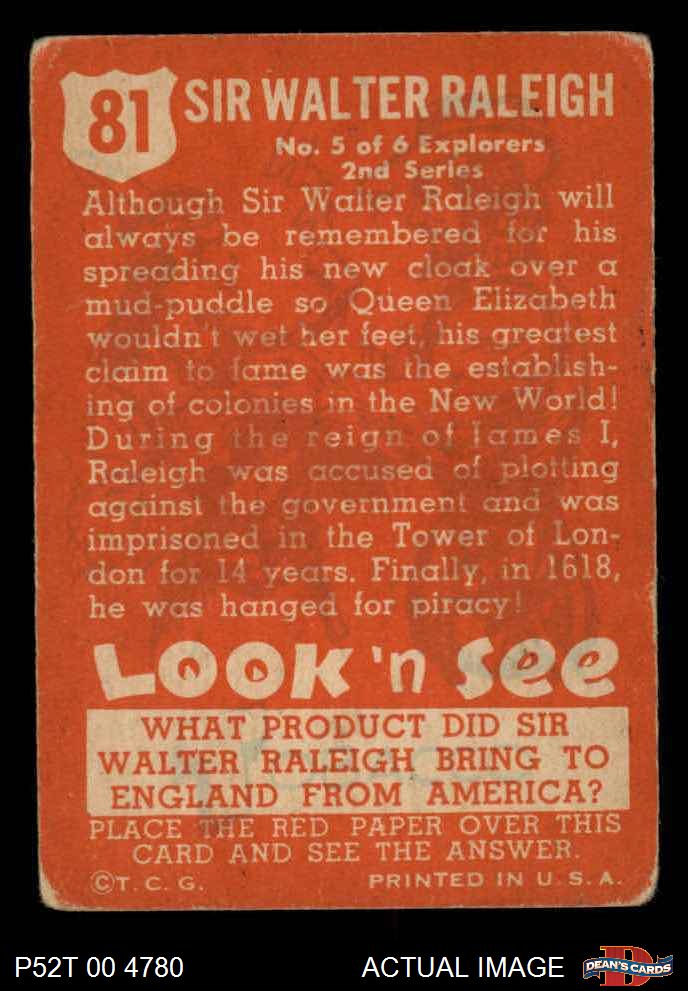 81
SIR WALTER RALEIGH
No. 5 of 6 Explorers
2nd Series
Although Sir Walter Raleigh will
always be remembered for his
spreading his new cloak over a
mud-puddle so Queen Elizabeth
wouldn't wet her feet, his greatest
claim to fame was the establish-
ing of colonies in the New World!
During the reign of James I,
Raleigh was accused of plotting
against the government and was
imprisoned in the Tower of Lon-
don for 14 years. Finally, in 1618,
he was hanged for piracy!
LOOK 'n See
WHAT PRODUCT DID SIR
WALTER RALEIGH BRING TO
ENGLAND FROM AMERICA?
PLACE THE RED PAPER OVER THIS
CARD AND SEE THE ANSWER.
©T. C. G. PRINTED IN U. S. A.
P52T 00 4780 ACTUAL IMAGE DEAN'S CARDS